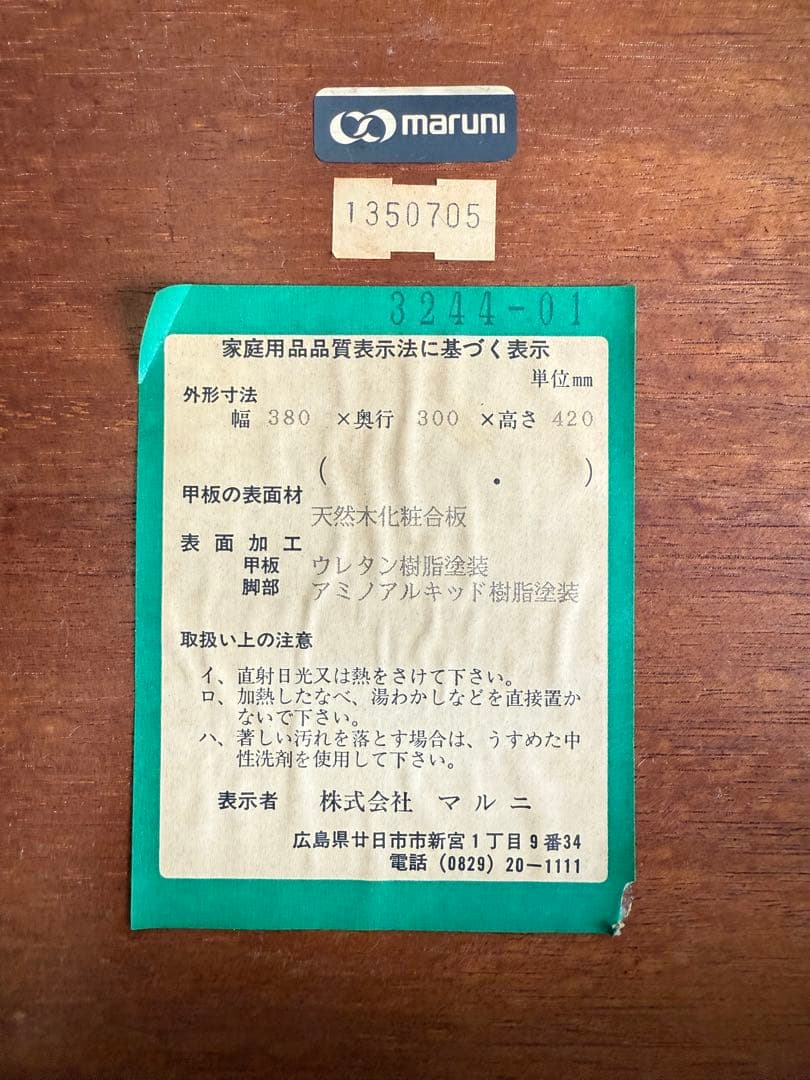 maruni
1350705
3244-01
家庭用品品質表示法に基づく表示
単位mm
外形寸法
幅 380 ×奥行 300 ×高さ 420
( . )
甲板の表面材
天然木化粧合板
表面加工
甲板 ウレタン樹脂塗装
脚部 アミノアルキッド樹脂塗装
取扱い上の注意
イ、直射日光又は熱をさけて下さい。
ロ、加熱したなべ、湯わかしなどを直接置か
ないで下さい。
ハ、著しい汚れを落とす場合は、うすめた中
性洗剤を使用して下さい。
表示者 株式会社 マルニ
広島県廿日市市新宮1丁目9番34
電話 (0829) 20-1111